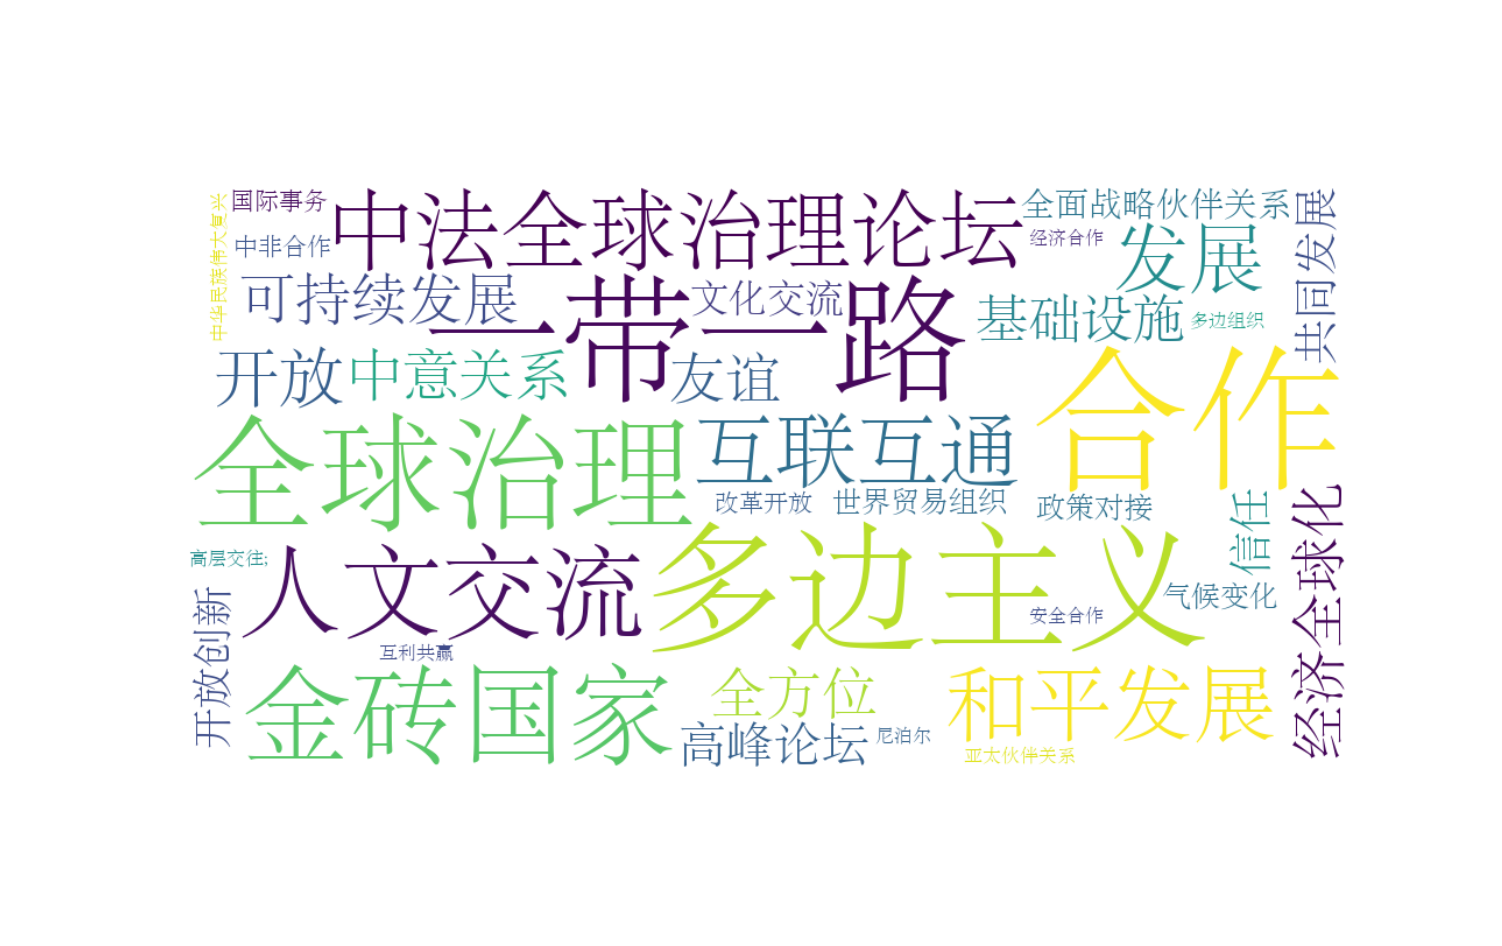 国际事务
中法全球治理论坛
全面战略伙伴关系
共同发展
中华民族伟大复兴
中非合作
经济合作
发展
可持续发展
一带一路
文化交流
基础设施
多边组织
开放
中意关系
友谊
合作
全球治理
互联互通
改革开放
世界贸易组织
政策对接
信任
经济全球化
高层交往;
人文交流
多边主义
气候变化
安全合作
开放创新
互利共赢
金砖国家
全方位
和平发展
高峰论坛
尼泊尔
亚太伙伴关系